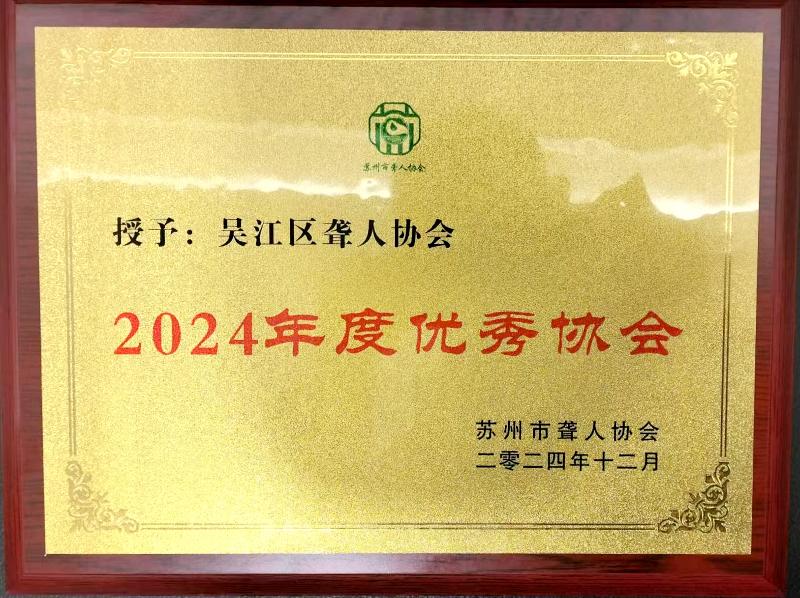 苏州市聋人协会
授予：吴江区聋人协会
2024年度优秀协会
苏州市聋人协会
二零二四年十二月